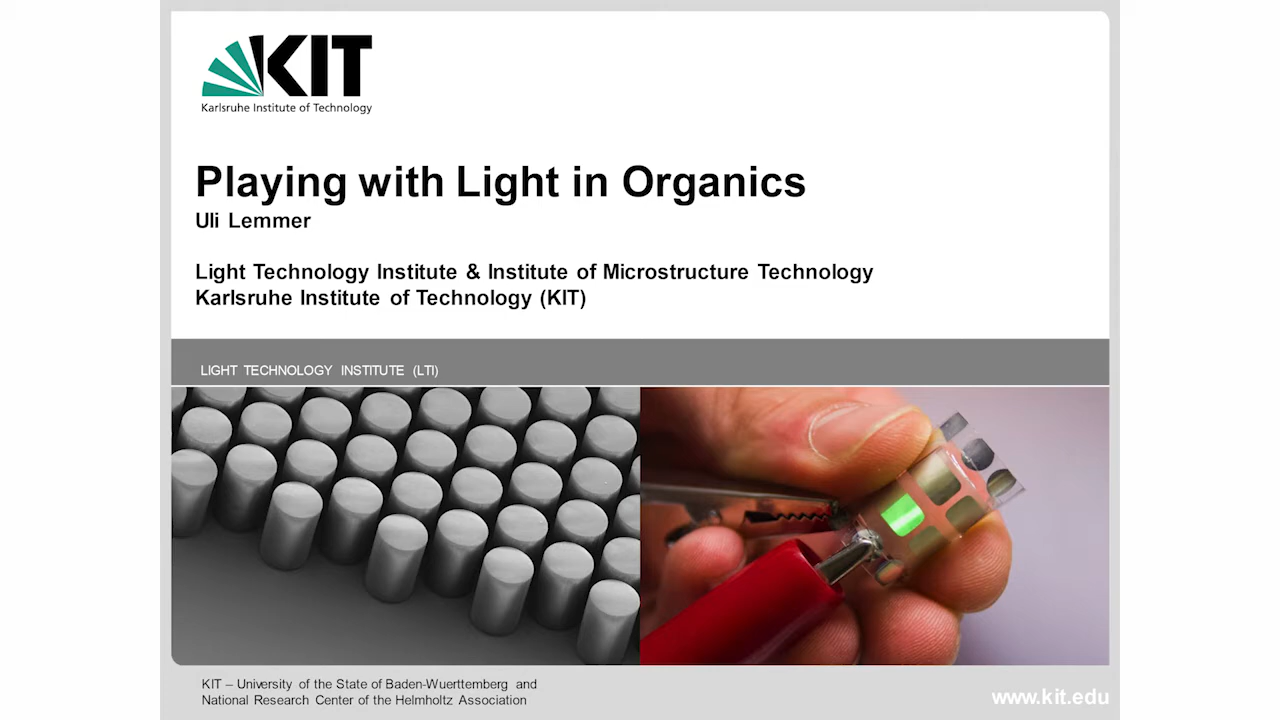 KIT
Karlsruhe Institute of Technology
Playing with Light in Organics
Uli Lemmer
Light Technology Institute & Institute of Microstructure Technology
Karlsruhe Institute of Technology (KIT)
LIGHT TECHNOLOGY INSTITUTE (LTI)
KIT – University of the State of Baden-Wuerttemberg and
National Research Center of the Helmholtz Association
www.kit.edu